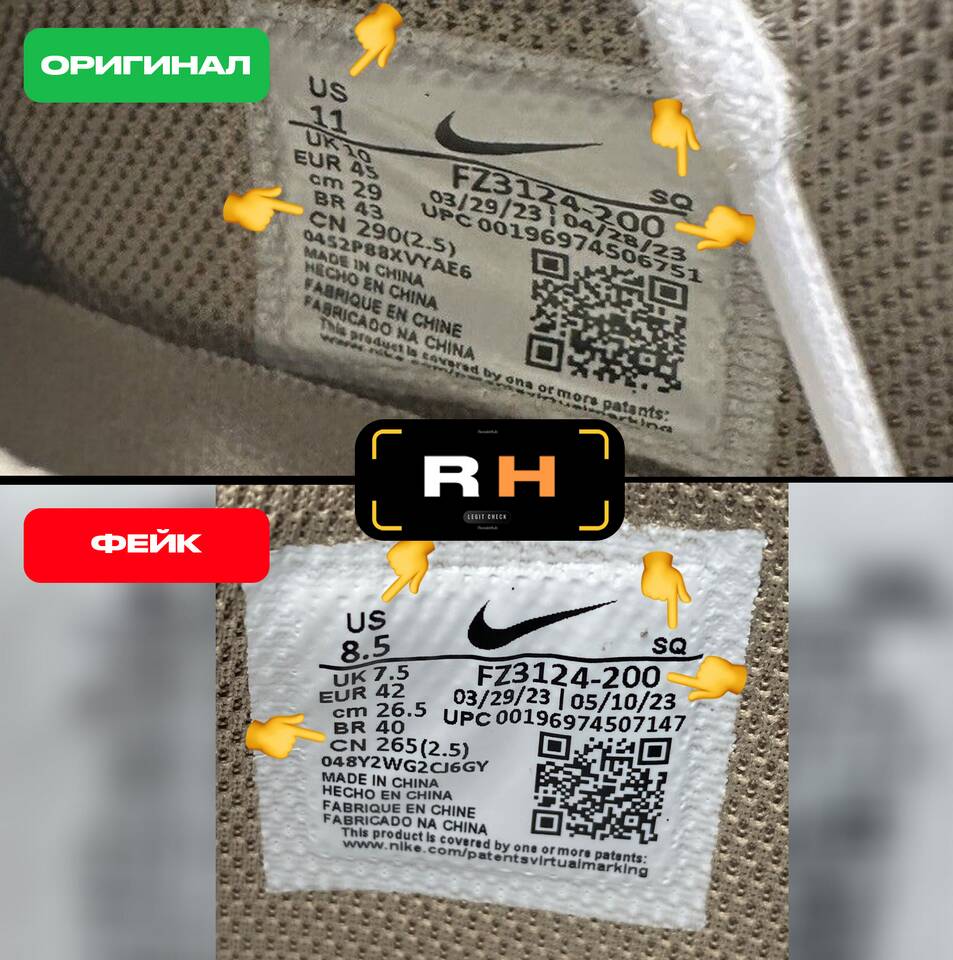 ОРИГИНАЛ
US
11
UK 10
EUR 45
cm 29
BR 43
CN 290(2.5)
0452P88XVYAE6
MADE IN CHINA
HECHO EN CHINA
FABRIQUE EN CHINE
FABRICADO NA CHINA
This product is covered by one or more patents:
www.nike.com/patentsvirtualmarking
SQ
FZ3124-200
03/29/23 | 04/28/23
UPC 00196974506751
R H
LEGIT CHECK
ФЕЙК
US
8.5
UK 7.5
EUR 42
cm 26.5
BR 40
CN 265(2.5)
048Y2WG2CJ6GY
MADE IN CHINA
HECHO EN CHINA
FABRIQUE EN CHINE
FABRICADO NA CHINA
This product is covered by one or more patents:
www.nike.com/patentsvirtualmarking
SQ
FZ3124-200
03/29/23 | 05/10/23
UPC 00196974507147